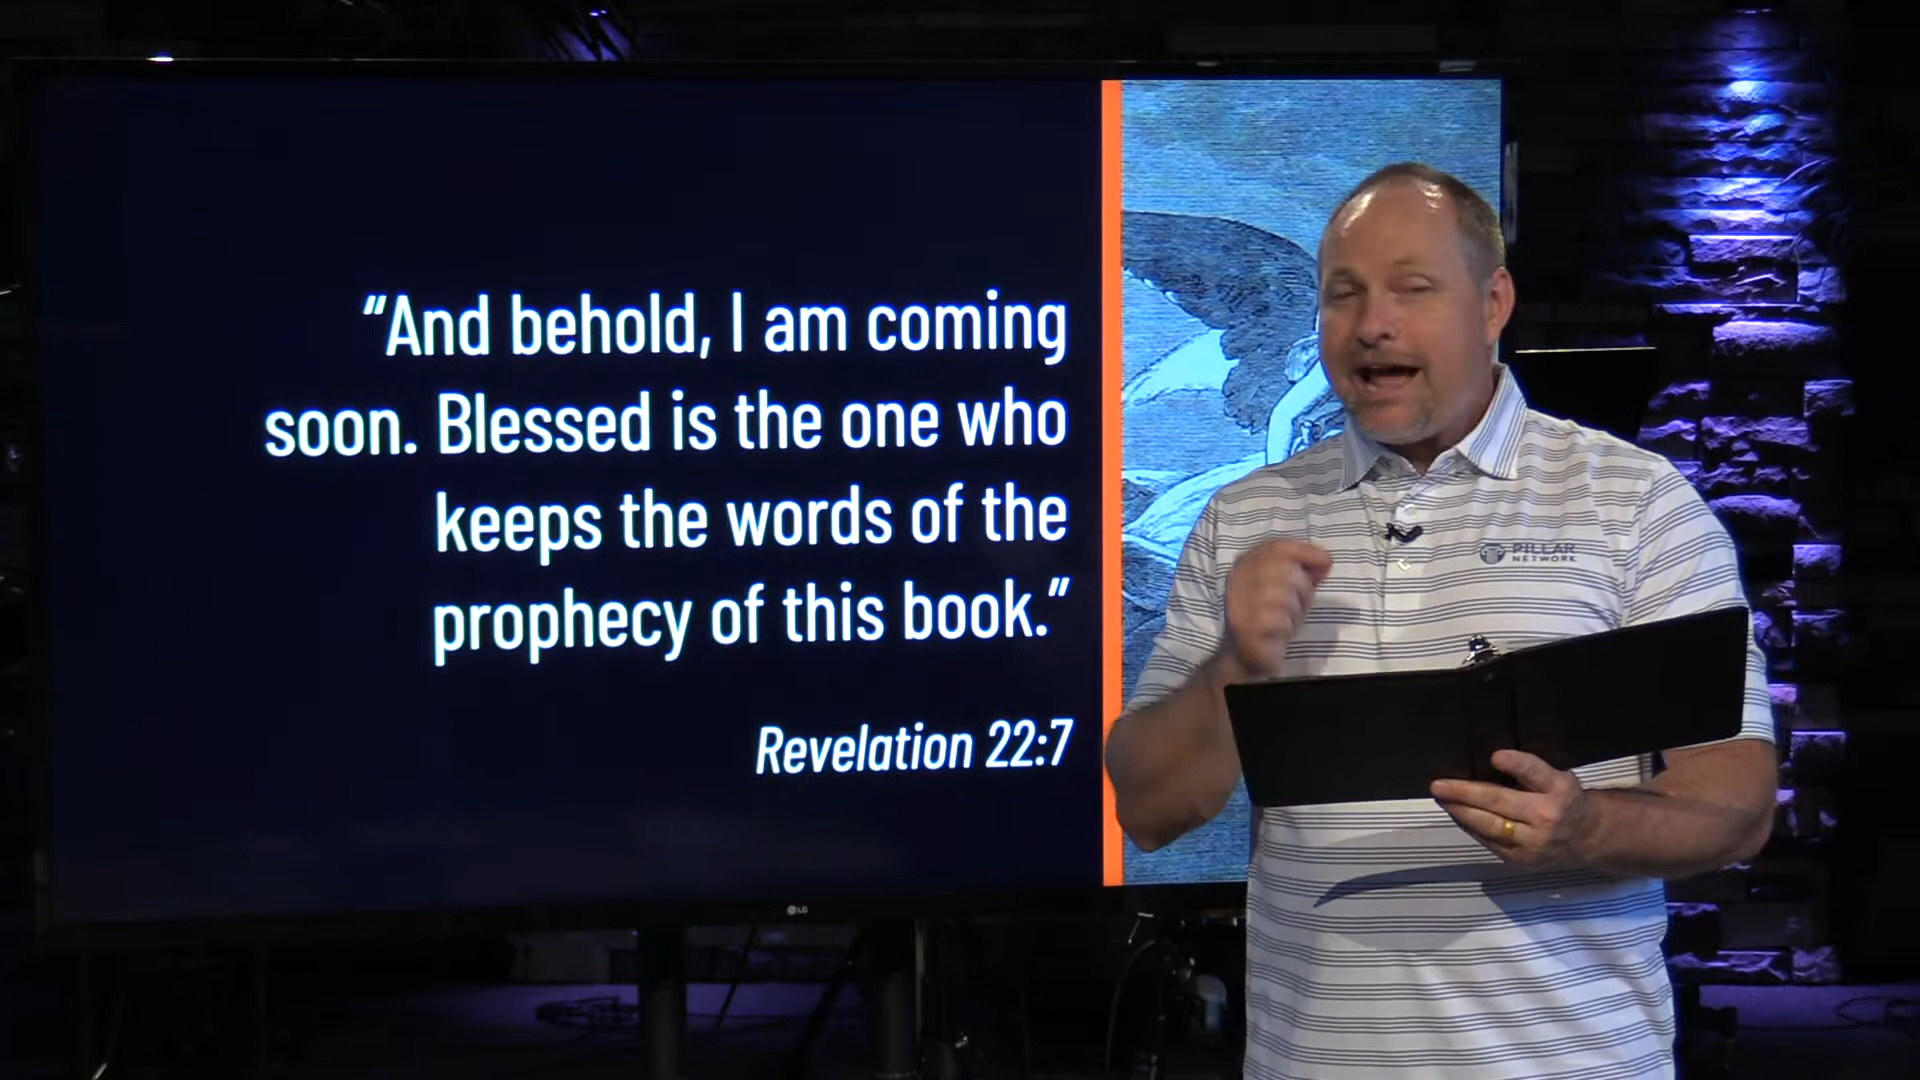 “And behold, I am coming
soon. Blessed is the one who
keeps the words of the
prophecy of this book.”
Revelation 22:7
PILLAR
NETWORK
LG